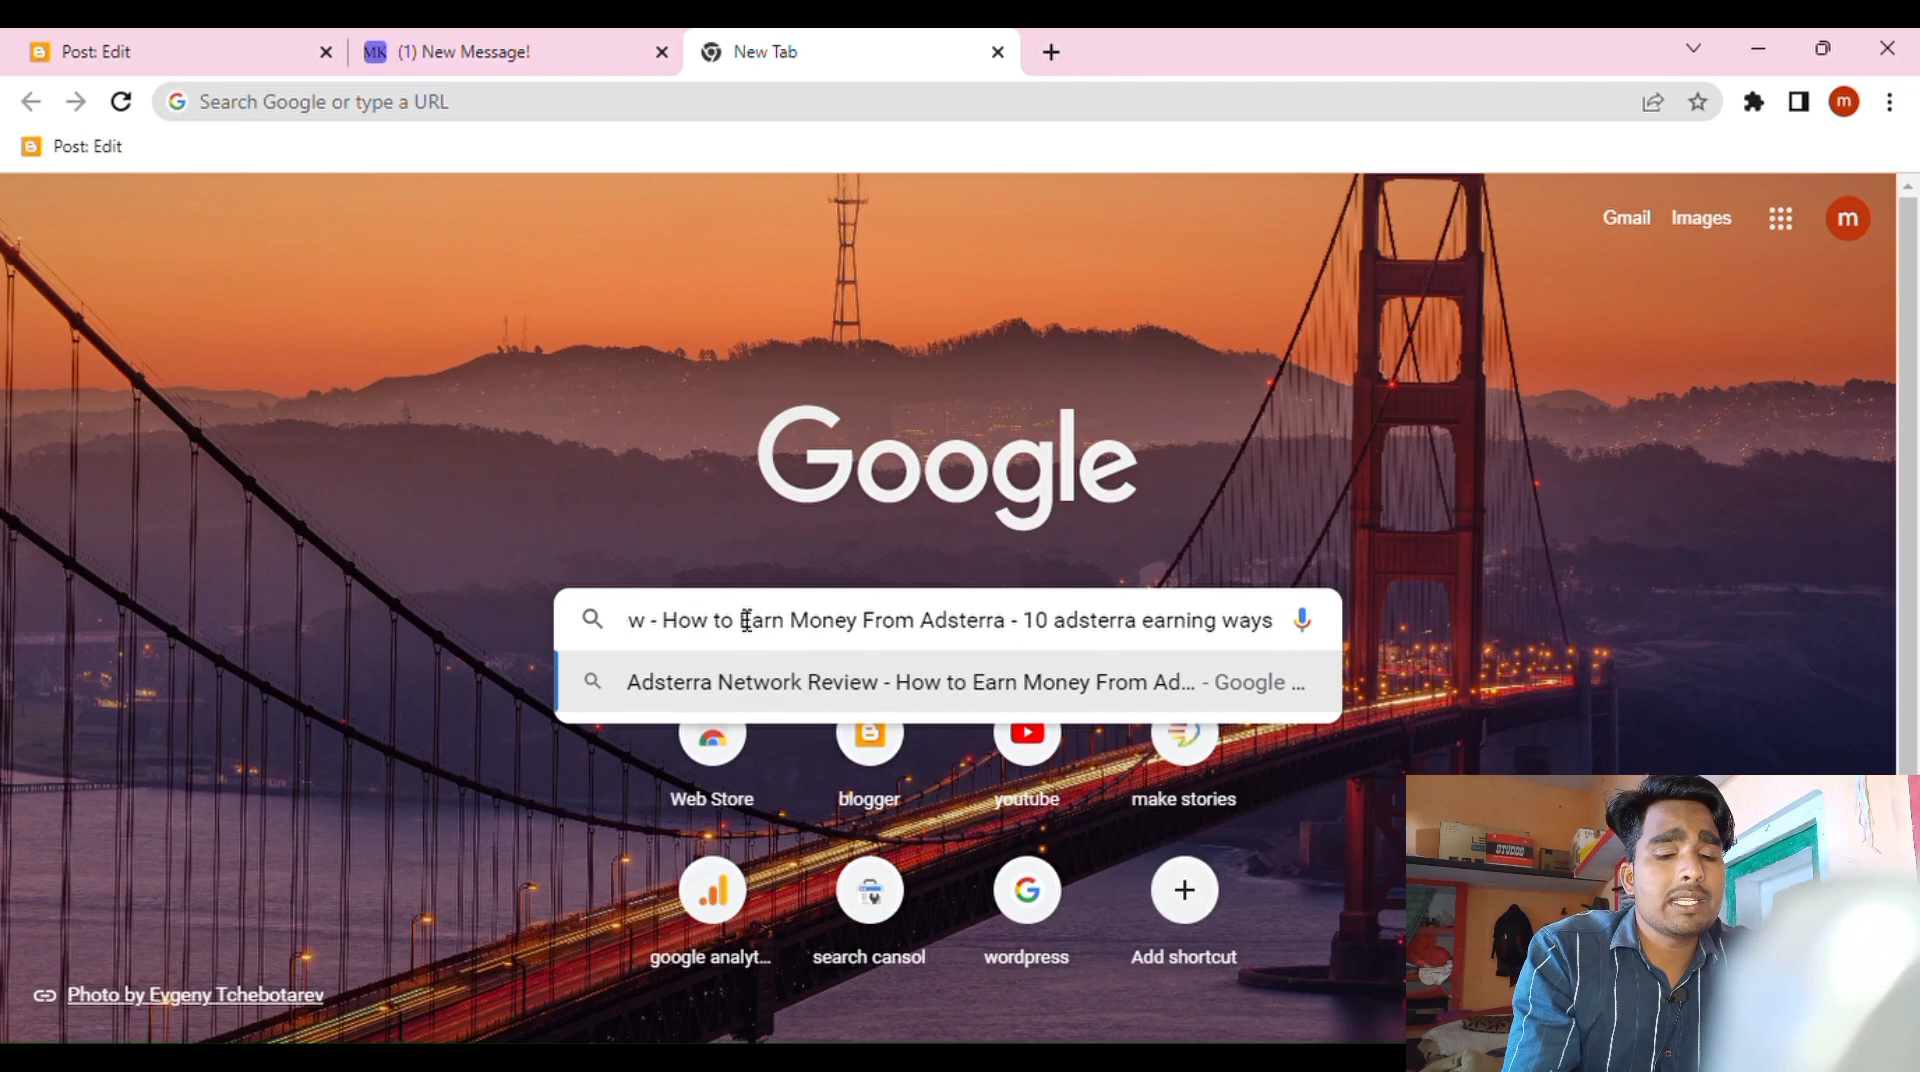 Post: Edit
MK (1) New Message!
New Tab
Search Google or type a URL
Post: Edit
Gmail Images
m
m
Google
w - How to Earn Money From Adsterra - 10 adsterra earning ways
Adsterra Network Review - How to Earn Money From Ad... - Google ...
Web Store
blogger
youtube
make stories
google analyt...
search cansol
wordpress
Add shortcut
Photo by Evgeny Tchebotarev
STUDDS